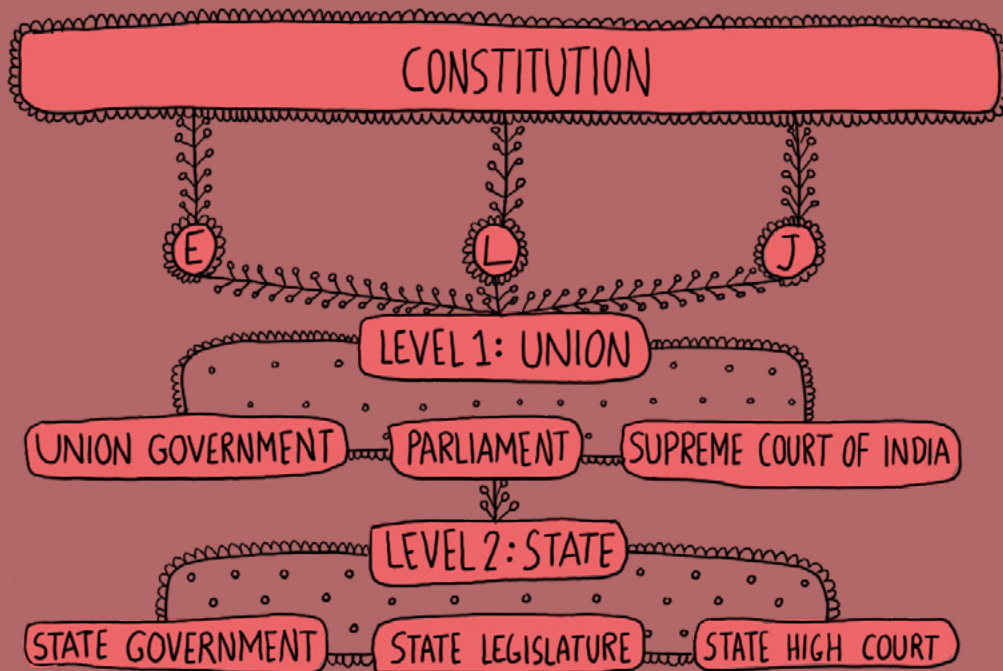 CONSTITUTION
E L J
LEVEL 1: UNION
UNION GOVERNMENT PARLIAMENT SUPREME COURT OF INDIA
LEVEL 2: STATE
STATE GOVERNMENT STATE LEGISLATURE STATE HIGH COURT